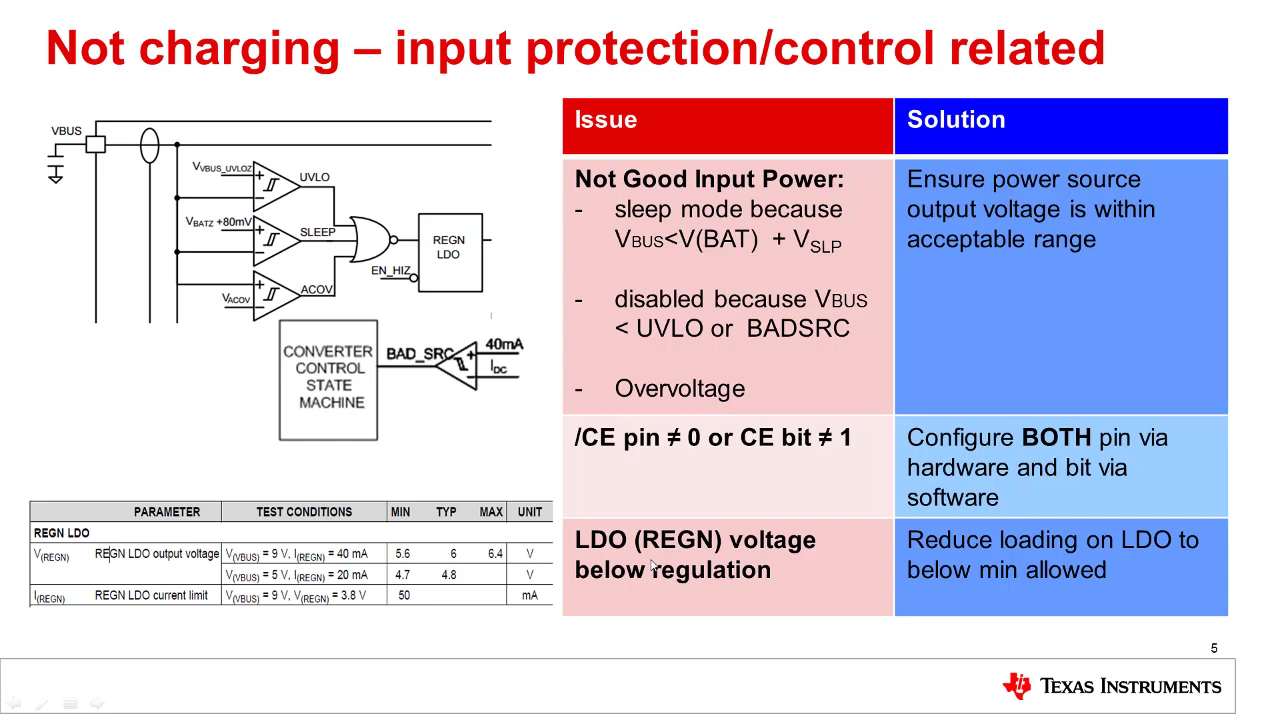 Not charging – input protection/control related
VBUS
VVBUS_UVLOZ
UVLO
VBATZ +80mV
SLEEP
REGN
LDO
EN_HIZ
VACOV
ACOV
CONVERTER
CONTROL
STATE
MACHINE
BAD_SRC
40mA
IDC
Issue
Solution
Not Good Input Power:
- sleep mode because
VBUS<V(BAT) + VSLP
- disabled because VBUS
< UVLO or BADSRC
- Overvoltage
Ensure power source
output voltage is within
acceptable range
/CE pin ≠ 0 or CE bit ≠ 1
Configure BOTH pin via
hardware and bit via
software
LDO (REGN) voltage
below regulation
Reduce loading on LDO to
below min allowed
PARAMETER TEST CONDITIONS MIN TYP MAX UNIT
REGN LDO
V(REGN) REGN LDO output voltage V(VBUS) = 9 V, I(REGN) = 40 mA 5.6 6 6.4 V
V(VBUS) = 5 V, I(REGN) = 20 mA 4.7 4.8 V
I(REGN) REGN LDO current limit V(VBUS) = 9 V, V(REGN) = 3.8 V 50 mA
5
TEXAS INSTRUMENTS